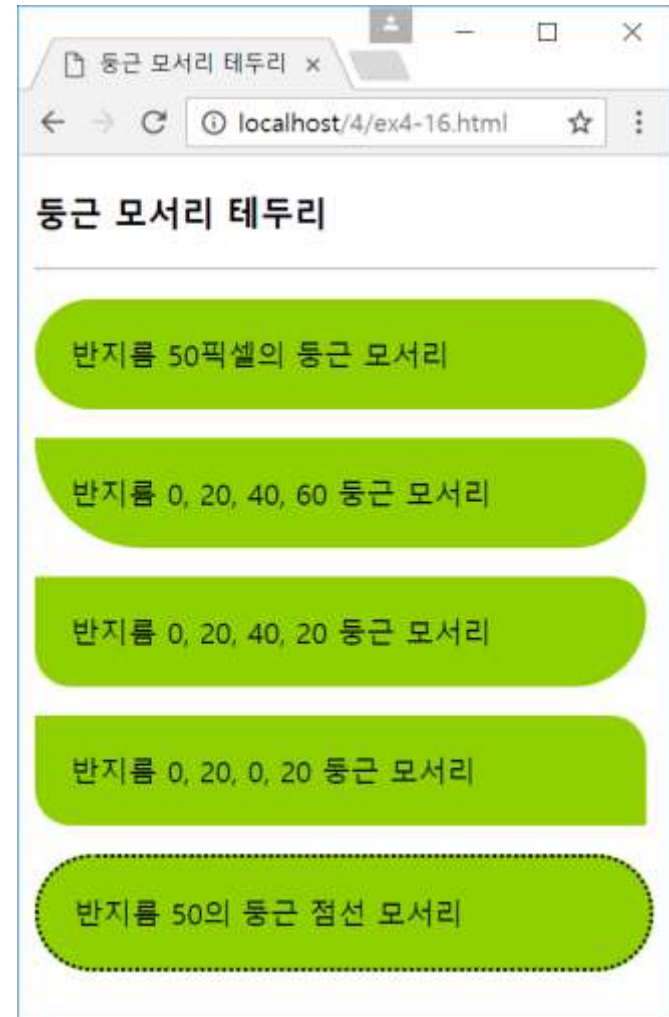 둥근 모서리 테두리
localhost/4/ex4-16.html
둥근 모서리 테두리
반지름 50픽셀의 둥근 모서리
반지름 0, 20, 40, 60 둥근 모서리
반지름 0, 20, 40, 20 둥근 모서리
반지름 0, 20, 0, 20 둥근 모서리
반지름 50의 둥근 점선 모서리